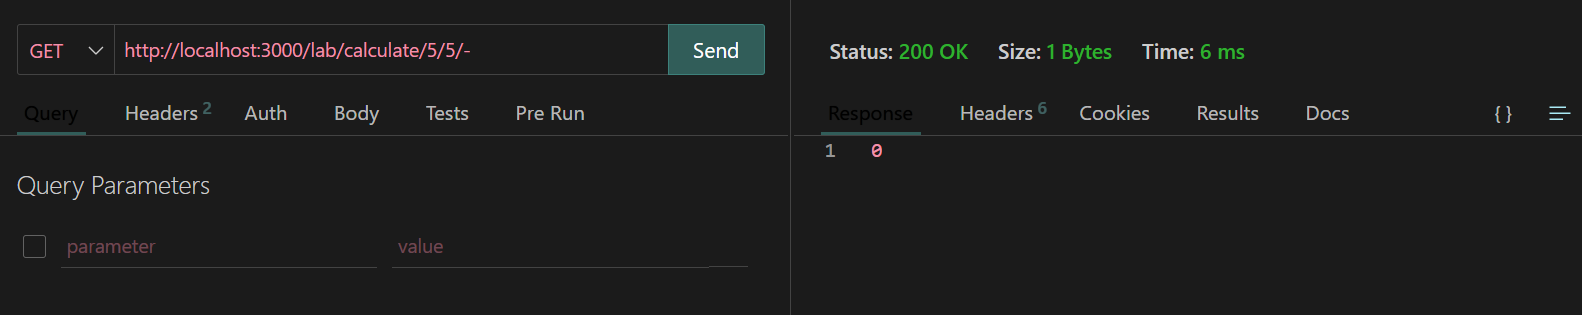 GET http://localhost:3000/lab/calculate/5/5/- Send
Query Headers 2 Auth Body Tests Pre Run
Query Parameters
parameter value
Status: 200 OK Size: 1 Bytes Time: 6 ms
Response Headers 6 Cookies Results Docs { }
1 0